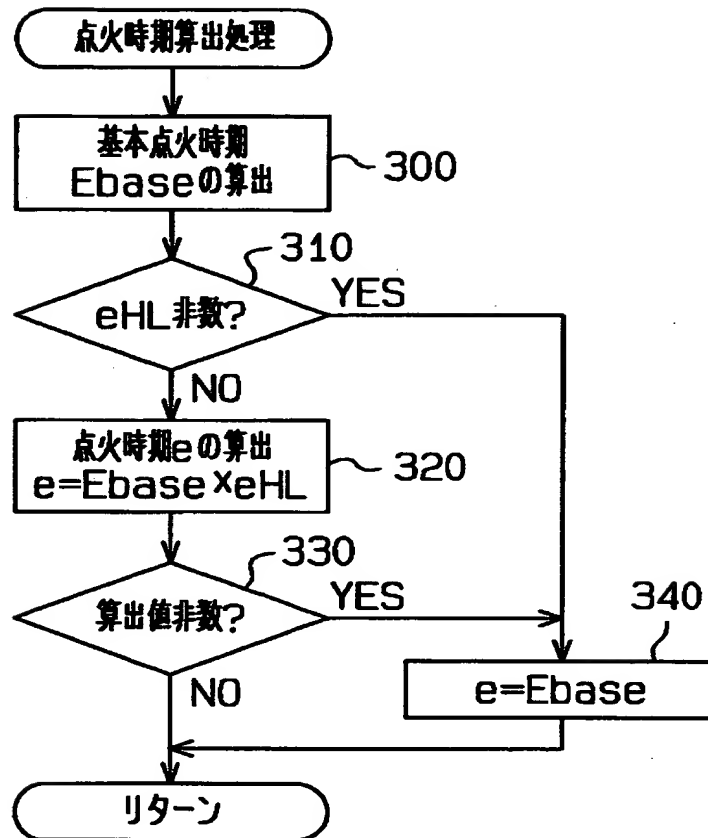 点火時期算出処理
基本点火時期
Ebaseの算出
300
310
eHL非数?
YES
NO
点火時期eの算出
e=Ebase×eHL
320
330
算出値非数?
YES
340
NO
e=Ebase
リターン